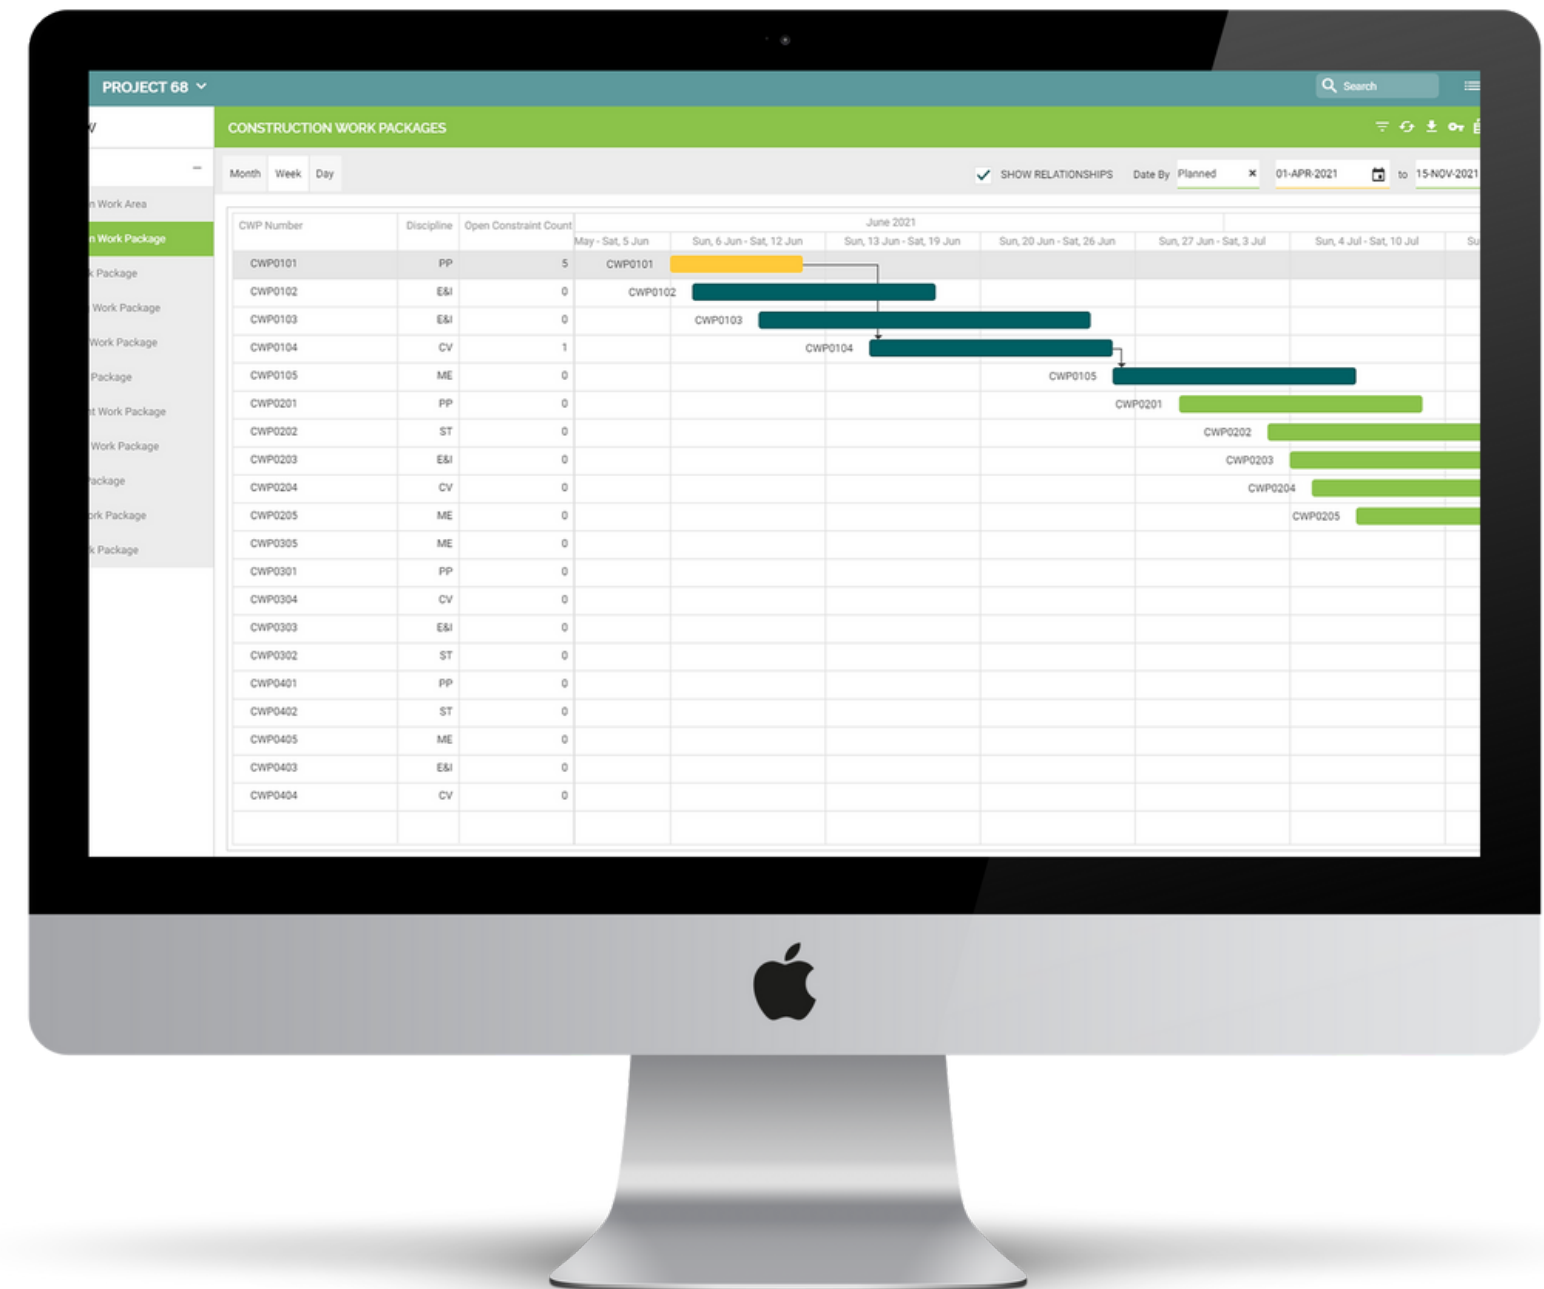 PROJECT 68
Search
CONSTRUCTION WORK PACKAGES
Month Week Day
SHOW RELATIONSHIPS Date By Planned × 01-APR-2021 to 15-NOV-2021
Work Area
Work Package
Package
Work Package
Work Package
Package
Work Package
Work Package
Package
Work Package
Package
CWP Number Discipline Open Constraint Count
June 2021
May - Sat, 5 Jun Sun, 6 Jun - Sat, 12 Jun Sun, 13 Jun - Sat, 19 Jun Sun, 20 Jun - Sat, 26 Jun Sun, 27 Jun - Sat, 3 Jul Sun, 4 Jul - Sat, 10 Jul Su
CWP0101 PP 5 CWP0101
CWP0102 E&I 0 CWP0102
CWP0103 E&I 0 CWP0103
CWP0104 CV 1 CWP0104
CWP0105 ME 0 CWP0105
CWP0201 PP 0 CWP0201
CWP0202 ST 0 CWP0202
CWP0203 E&I 0 CWP0203
CWP0204 CV 0 CWP0204
CWP0205 ME 0 CWP0205
CWP0305 ME 0
CWP0301 PP 0
CWP0304 CV 0
CWP0303 E&I 0
CWP0302 ST 0
CWP0401 PP 0
CWP0402 ST 0
CWP0405 ME 0
CWP0403 E&I 0
CWP0404 CV 0